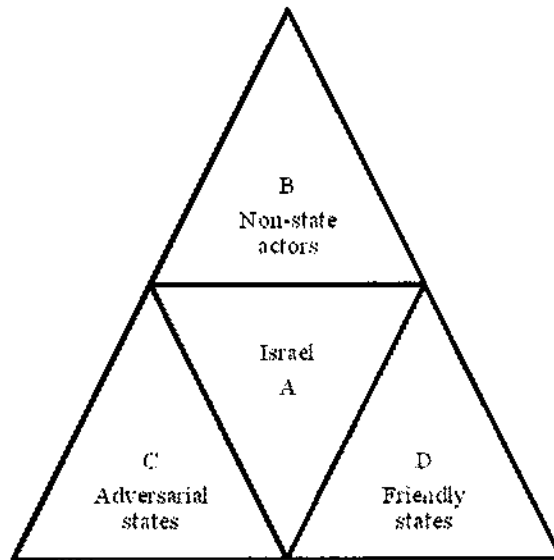 B
Non-state
actors
Israel
A
C
Adversarial
states
D
Friendly
states